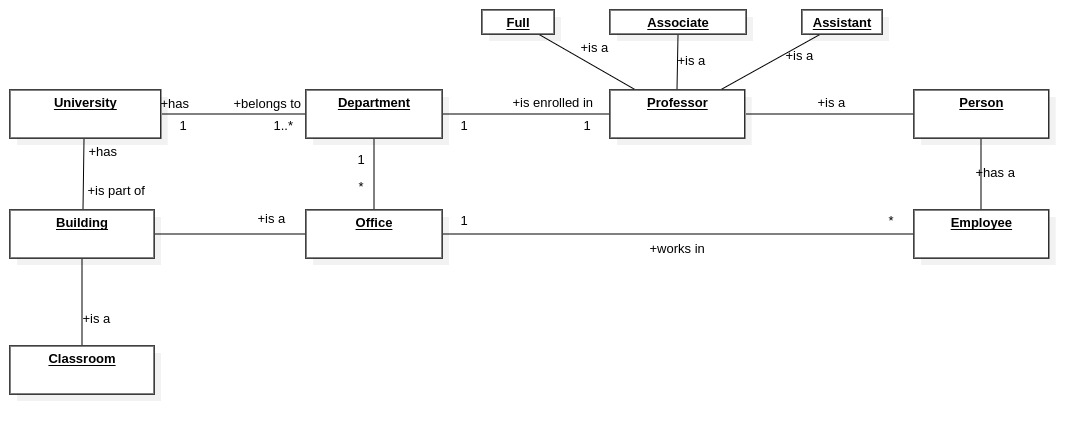 Full
Associate
Assistant
+is a
+is a
+is a
University
+has
+belongs to
Department
+is enrolled in
Professor
+is a
Person
1
1..*
1
1
+has
1
+has a
+is part of
*
Building
+is a
Office
1
*
Employee
+works in
+is a
Classroom